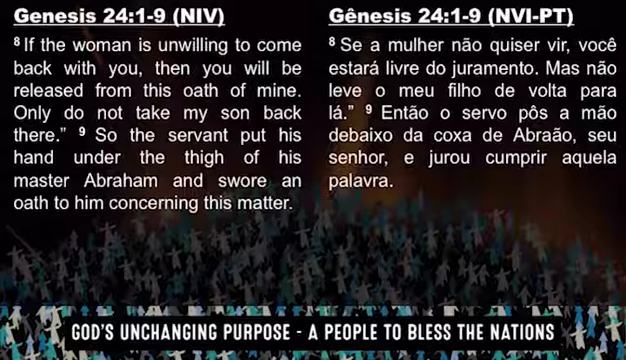 Genesis 24:1-9 (NIV)
8 If the woman is unwilling to come
back with you, then you will be
released from this oath of mine.
Only do not take my son back
there.” 9 So the servant put his
hand under the thigh of his
master Abraham and swore an
oath to him concerning this matter.
Gênesis 24:1-9 (NVI-PT)
8 Se a mulher não quiser vir, você
estará livre do juramento. Mas não
leve o meu filho de volta para
lá.” 9 Então o servo pôs a mão
debaixo da coxa de Abraão, seu
senhor, e jurou cumprir aquela
palavra.
GOD'S UNCHANGING PURPOSE - A PEOPLE TO BLESS THE NATIONS